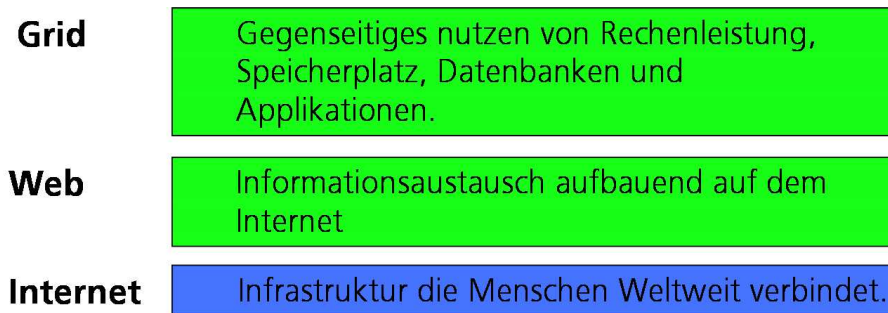 Grid
Gegenseitiges nutzen von Rechenleistung,
Speicherplatz, Datenbanken und
Applikationen.
Web
Informationsaustausch aufbauend auf dem
Internet
Internet
Infrastruktur die Menschen Weltweit verbindet.